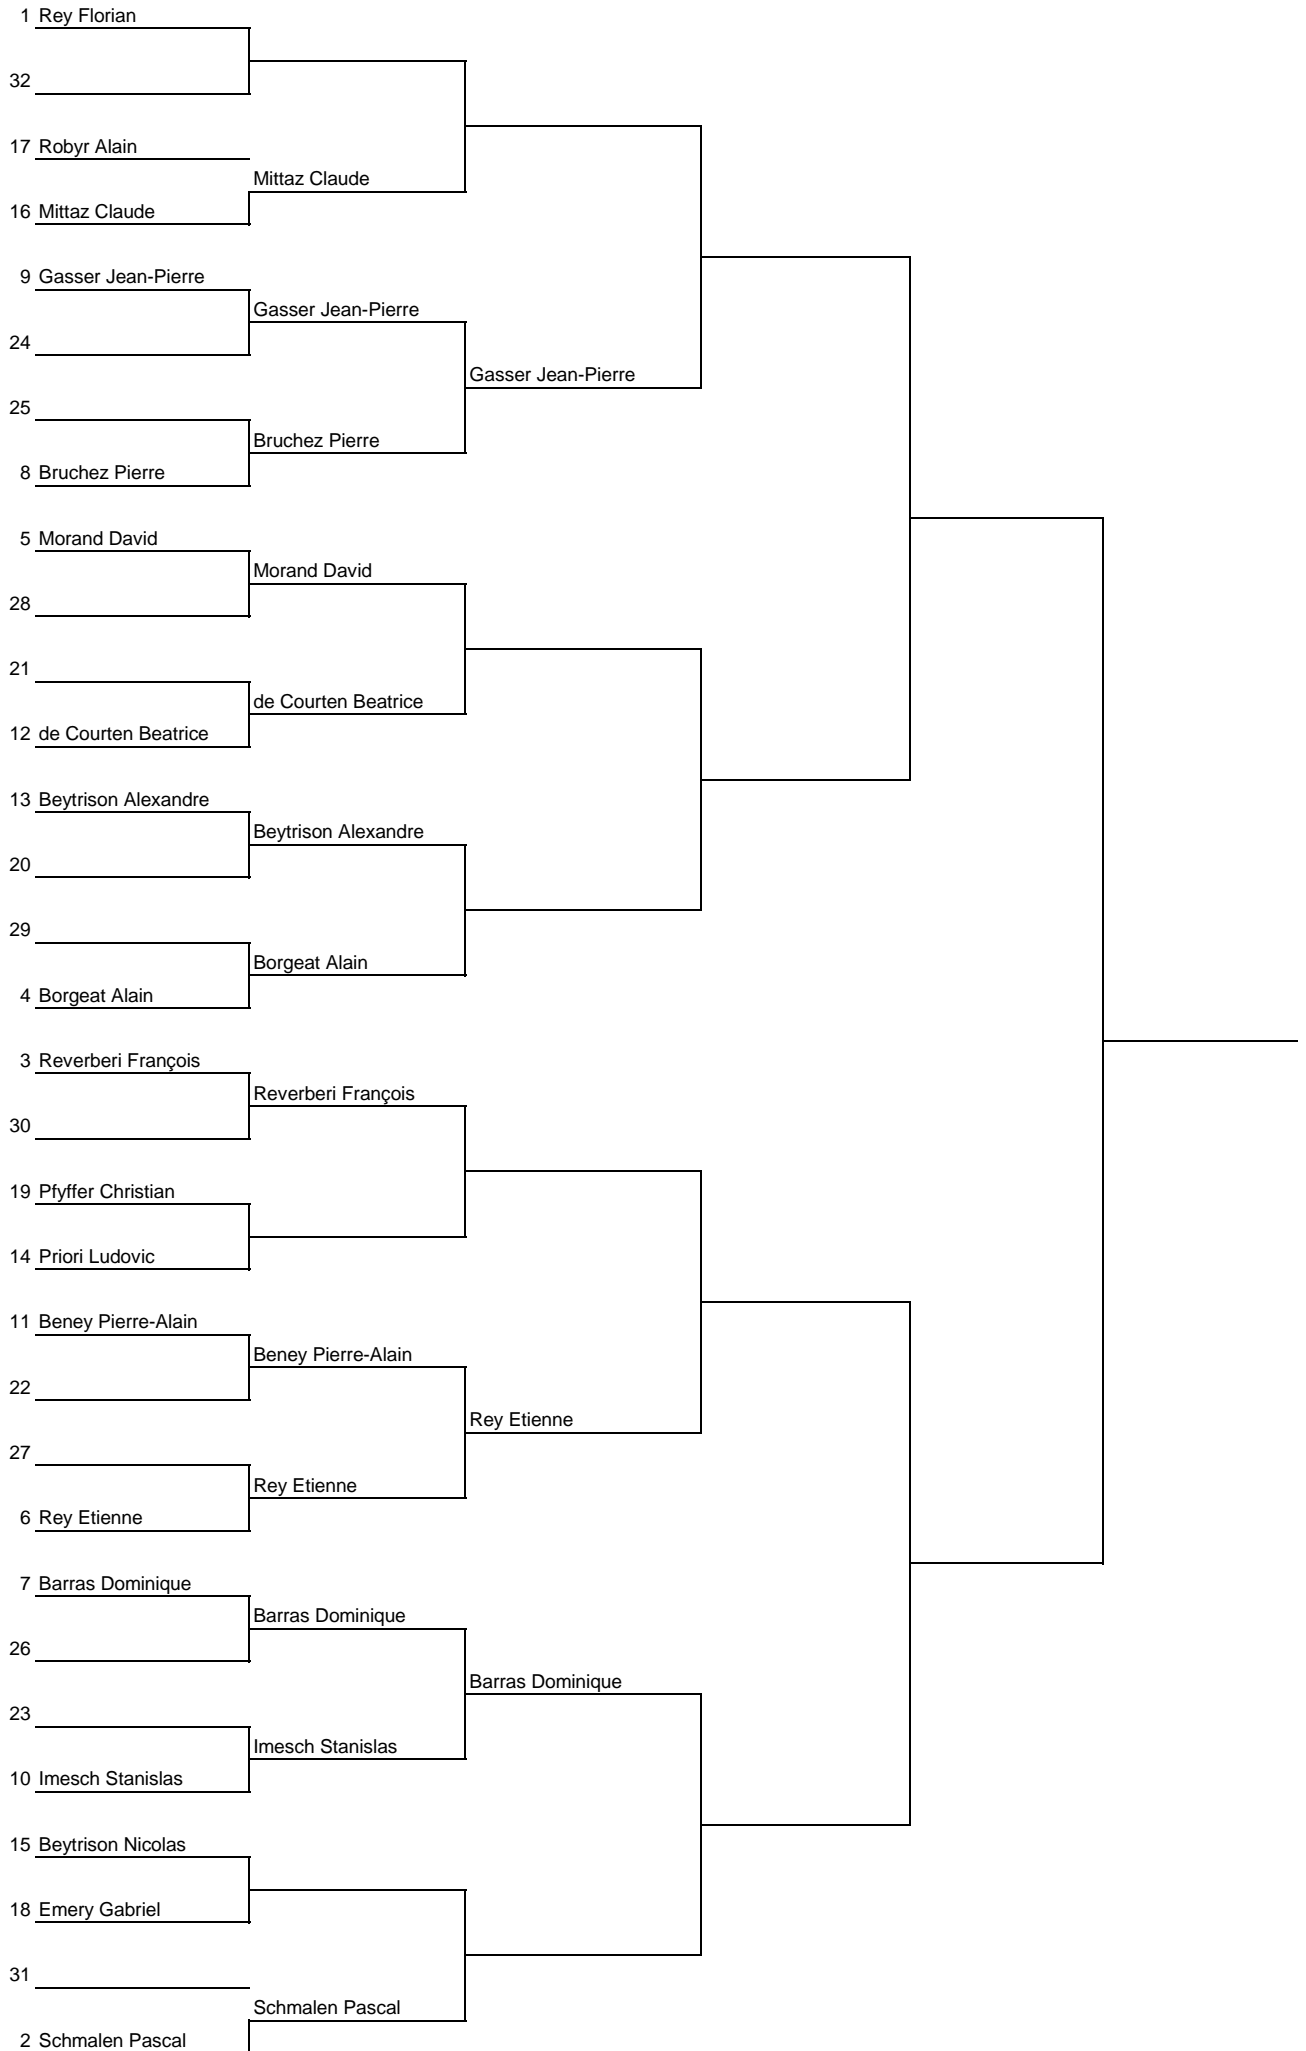 1 Rey Florian
32
17 Robyr Alain
Mittaz Claude
16 Mittaz Claude
9 Gasser Jean-Pierre
Gasser Jean-Pierre
24
Gasser Jean-Pierre
25
Bruchez Pierre
8 Bruchez Pierre
5 Morand David
Morand David
28
21
de Courten Beatrice
12 de Courten Beatrice
13 Beytrison Alexandre
Beytrison Alexandre
20
29
Borgeat Alain
4 Borgeat Alain
3 Reverberi François
Reverberi François
30
19 Pfyffer Christian
14 Priori Ludovic
11 Beney Pierre-Alain
Beney Pierre-Alain
22
Rey Etienne
27
Rey Etienne
6 Rey Etienne
7 Barras Dominique
Barras Dominique
26
Barras Dominique
23
Imesch Stanislas
10 Imesch Stanislas
15 Beytrison Nicolas
18 Emery Gabriel
31
Schmalen Pascal
2 Schmalen Pascal